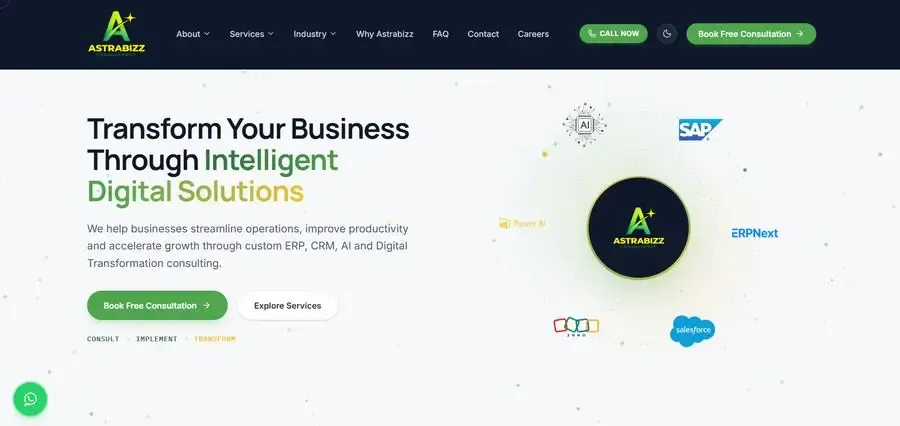 ASTRABIZZ
CONSULTANCY
About
Services
Industry
Why Astrabizz
FAQ
Contact
Careers
CALL NOW
Book Free Consultation →
Transform Your Business
Through Intelligent
Digital Solutions
We help businesses streamline operations, improve productivity
and accelerate growth through custom ERP, CRM, AI and Digital
Transformation consulting.
Book Free Consultation →
Explore Services
CONSULT · IMPLEMENT · TRANSFORM
AI
SAP
Power BI
ASTRABIZZ
CONSULTANCY
ERPNext
ZOHO
salesforce